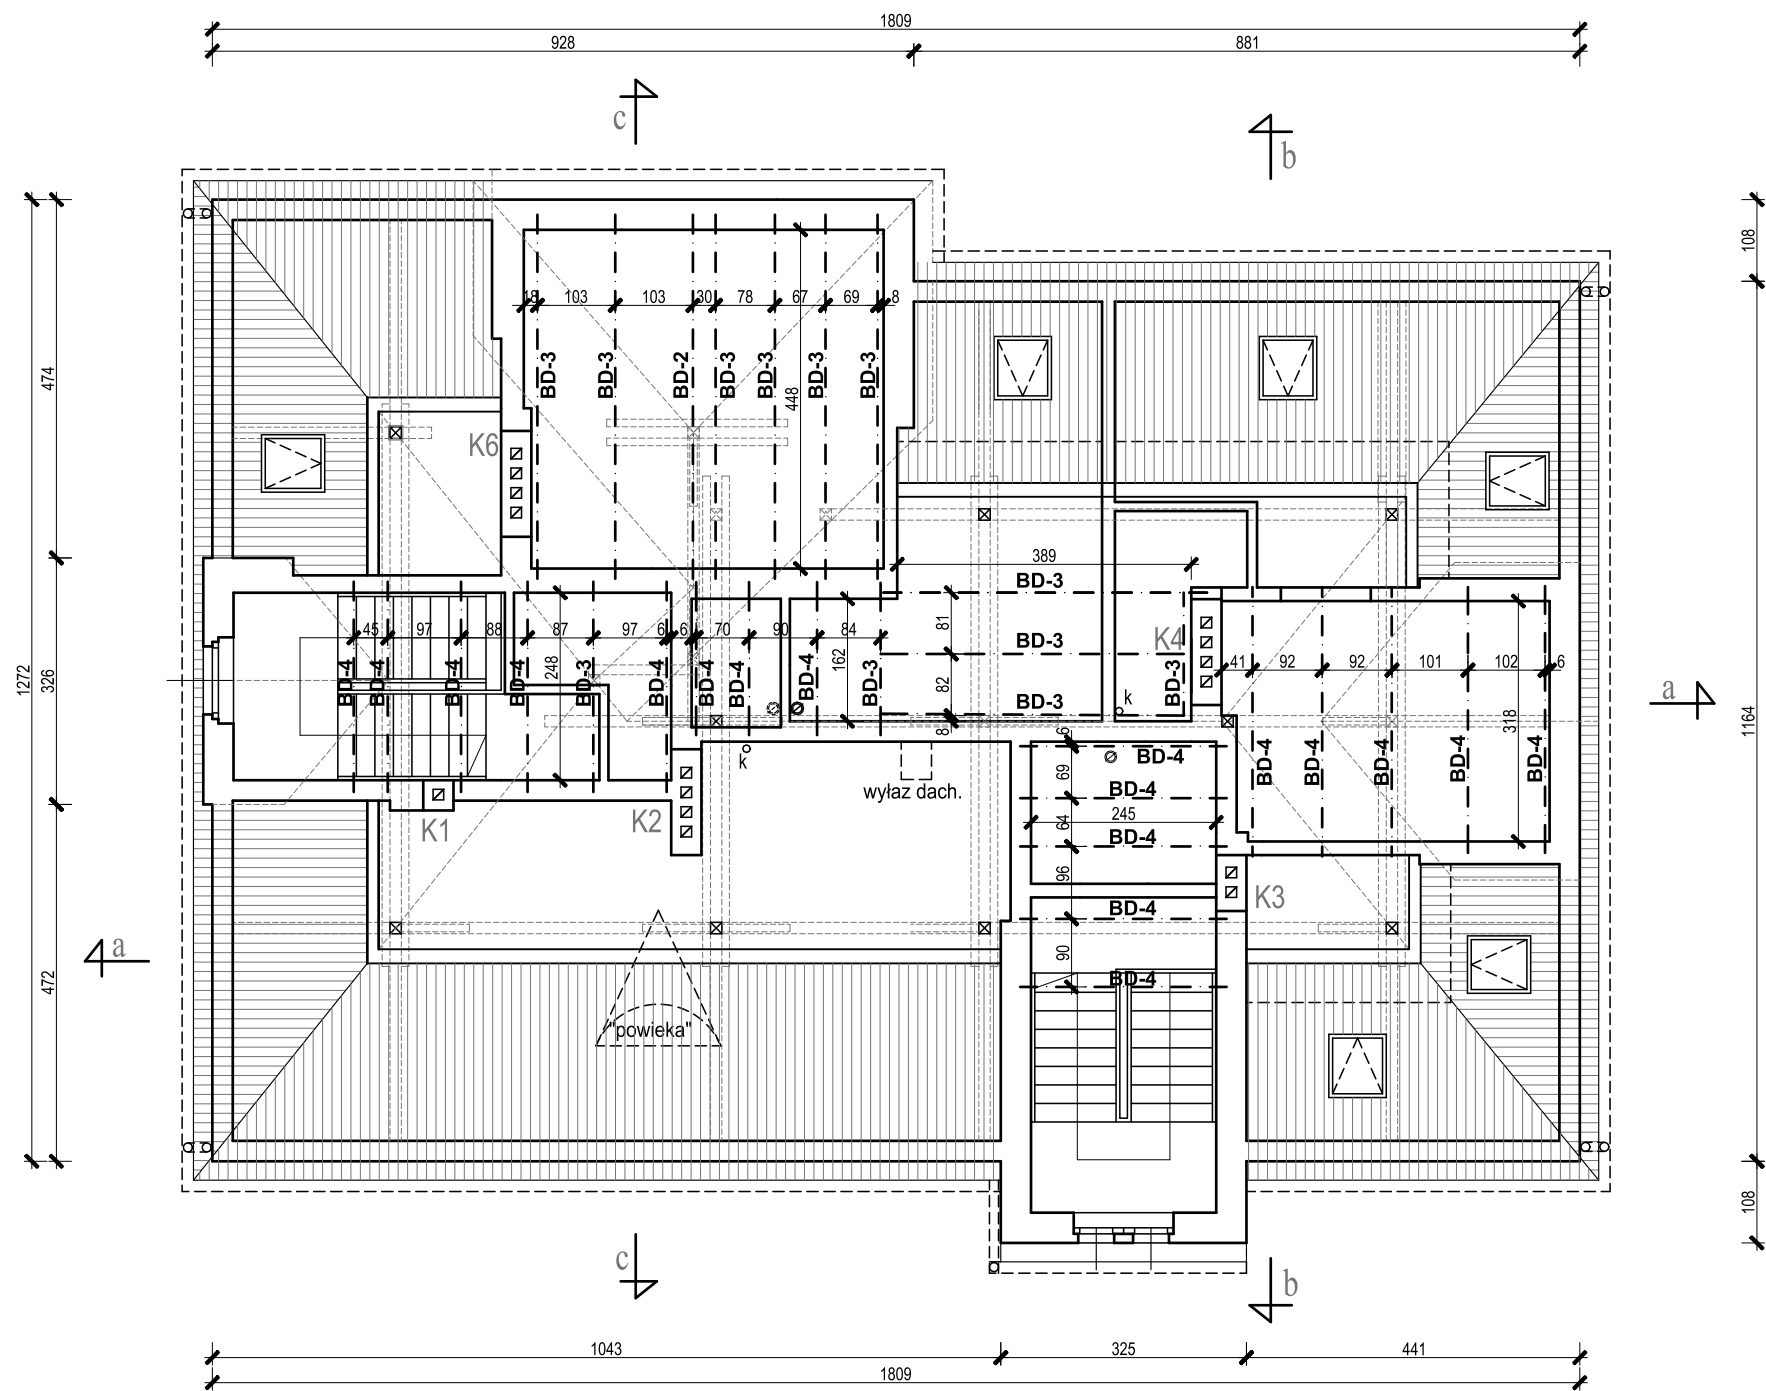 1809
928
881
c
b
108
474
1272
326
472
1164
108
18
103
103
30
78
67
69
8
BD-3
BD-3
BD-2
BD-3
BD-3
BD-3
BD-3
448
K6
389
BD-3
81
BD-3
82
BD-3
8
K4
BD-3
k
45
97
88
87
97
6
6
70
90
84
BD-4
BD-4
BD-4
BD-4
248
BD-3
BD-4
BD-4
BD-4
BD-4
162
BD-3
41
92
92
101
102
6
a
318
BD-4
BD-4
BD-4
BD-4
BD-4
k
wyłaz dach.
6
BD-4
69
BD-4
245
64
BD-4
96
BD-4
90
BD-4
K1
K2
K3
a
"powieka"
c
b
1043
325
441
1809